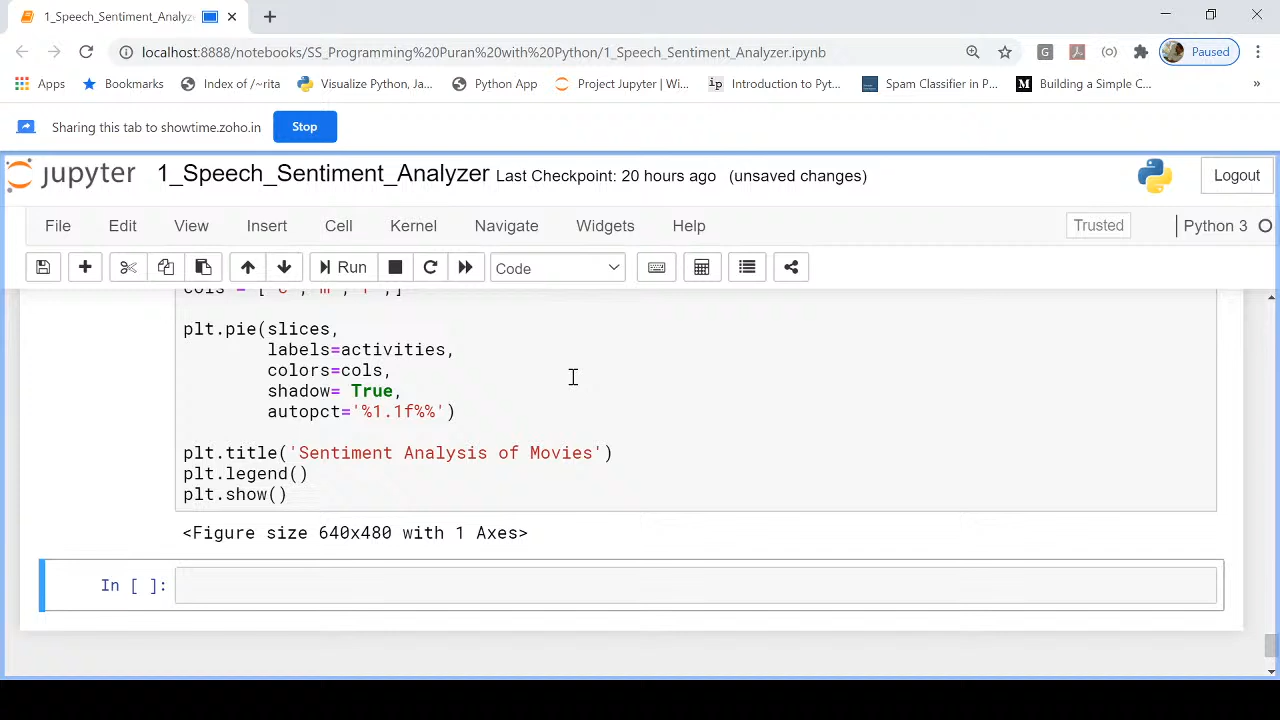 1_Speech_Sentiment_Analyze
localhost:8888/notebooks/SS_Programming%20Puran%20with%20Python/1_Speech_Sentiment_Analyzer.ipynb
G
Paused
Apps
Bookmarks
Index of /~rita
Visualize Python, Ja...
Python App
Project Jupyter | Wi...
ip
Introduction to Pyt...
Spam Classifier in P...
M
Building a Simple C...
»
Sharing this tab to showtime.zoho.in
Stop
jupyter
1_Speech_Sentiment_Analyzer
Last Checkpoint: 20 hours ago
(unsaved changes)
Logout
File
Edit
View
Insert
Cell
Kernel
Navigate
Widgets
Help
Trusted
Python 3
Run
Code
cols = ['c','m','r',]
plt.pie(slices,
labels=activities,
colors=cols,
shadow= True,
autopct='%1.1f%%')
plt.title('Sentiment Analysis of Movies')
plt.legend()
plt.show()
<Figure size 640x480 with 1 Axes>
In [ ]: